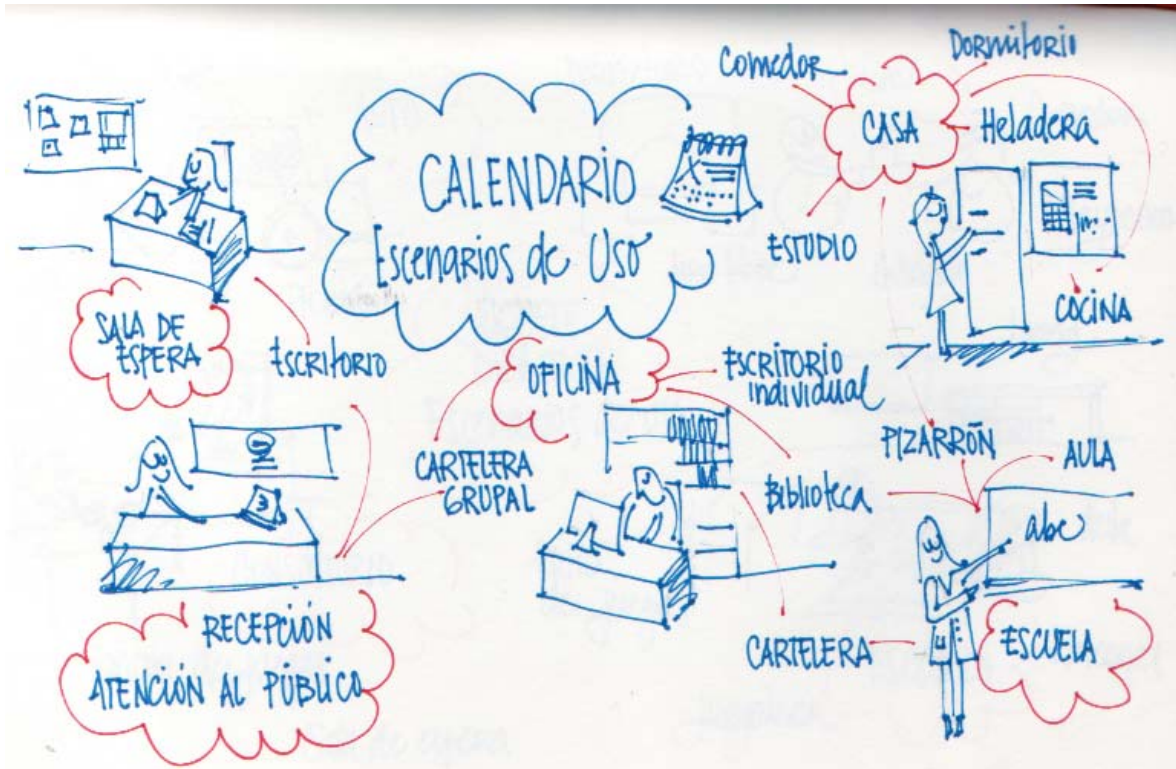 CALENDARIO
Escenarios de Uso
Comedor
DORMITORIO
CASA
Heladera
ESTUDIO
COCINA
SALA DE
ESPERA
ESCRITORIO
OFICINA
ESCRITORIO
individual
CARTELERA
GRUPAL
Biblioteca
PIZARRÓN
AULA
abc
RECEPCIÓN
ATENCIÓN AL PÚBLICO
CARTELERA
ESCUELA